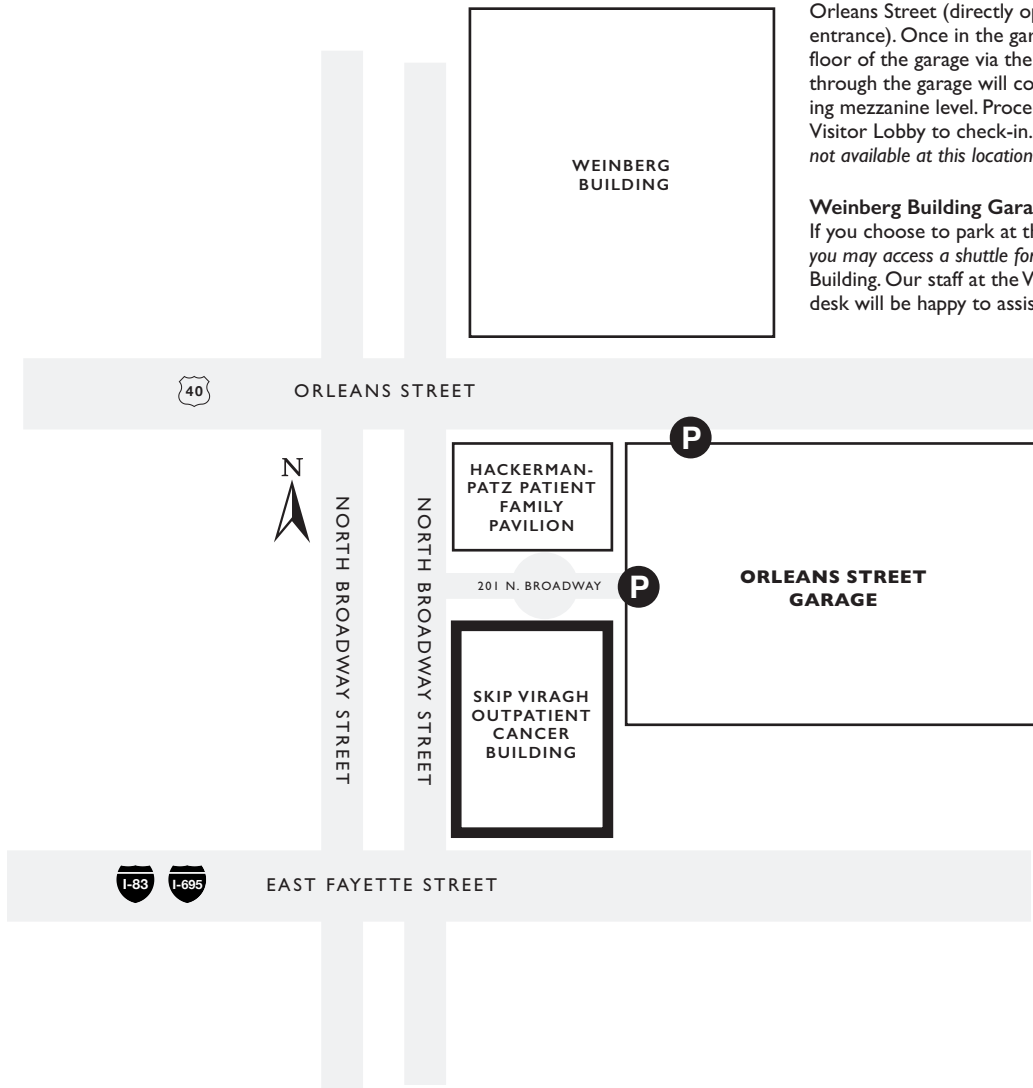 Orleans Street (directly op
entrance). Once in the gar
floor of the garage via the
through the garage will co
ing mezzanine level. Proce
Visitor Lobby to check-in.
not available at this location
Weinberg Building Gara
If you choose to park at th
you may access a shuttle for
Building. Our staff at the V
desk will be happy to assis
WEINBERG
BUILDING
40
ORLEANS STREET
P
N
HACKERMAN-
PATZ PATIENT
FAMILY
PAVILION
NORTH BROADWAY STREET
NORTH BROADWAY STREET
201 N. BROADWAY
P
ORLEANS STREET
GARAGE
SKIP VIRAGH
OUTPATIENT
CANCER
BUILDING
I-83
I-695
EAST FAYETTE STREET